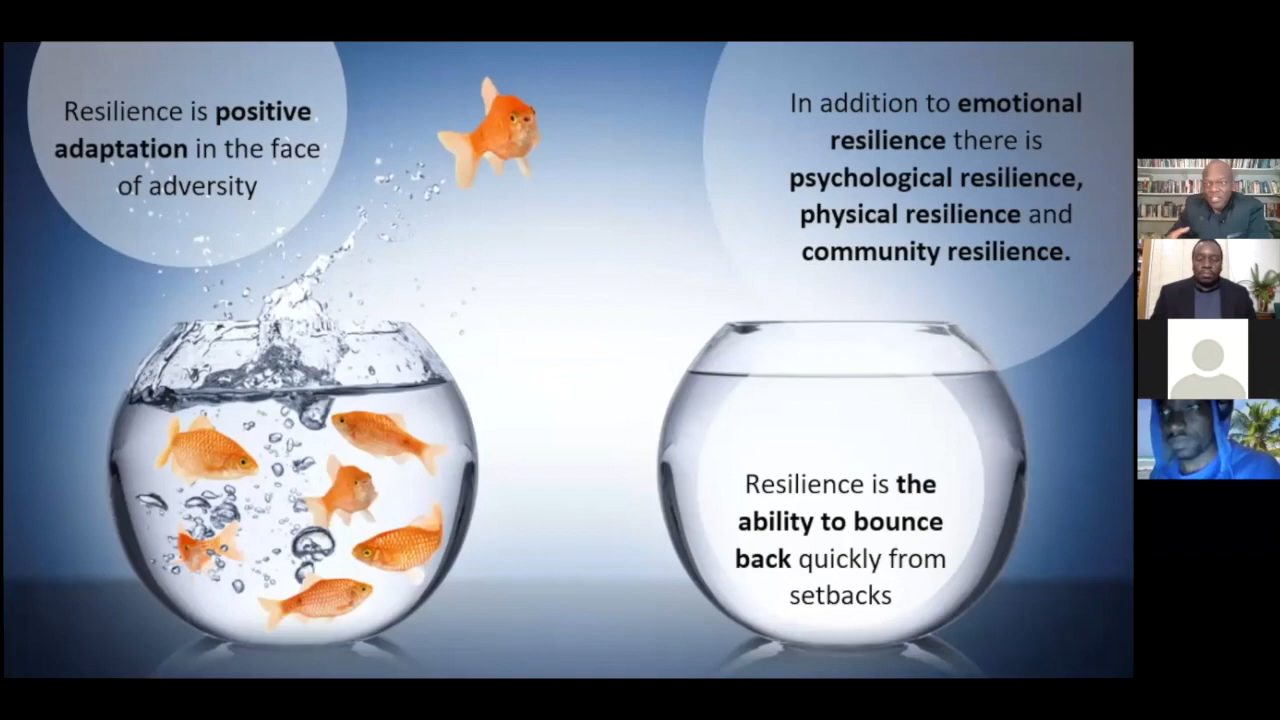 Resilience is positive
adaptation in the face
of adversity
In addition to emotional
resilience there is
psychological resilience,
physical resilience and
community resilience.
Resilience is the
ability to bounce
back quickly from
setbacks